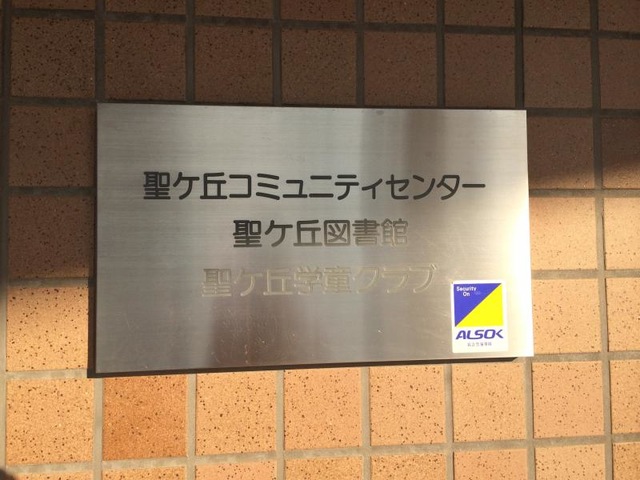 聖ケ丘コミュニティセンター
聖ケ丘図書館
聖ケ丘学童クラブ
Security
On
ALSOK